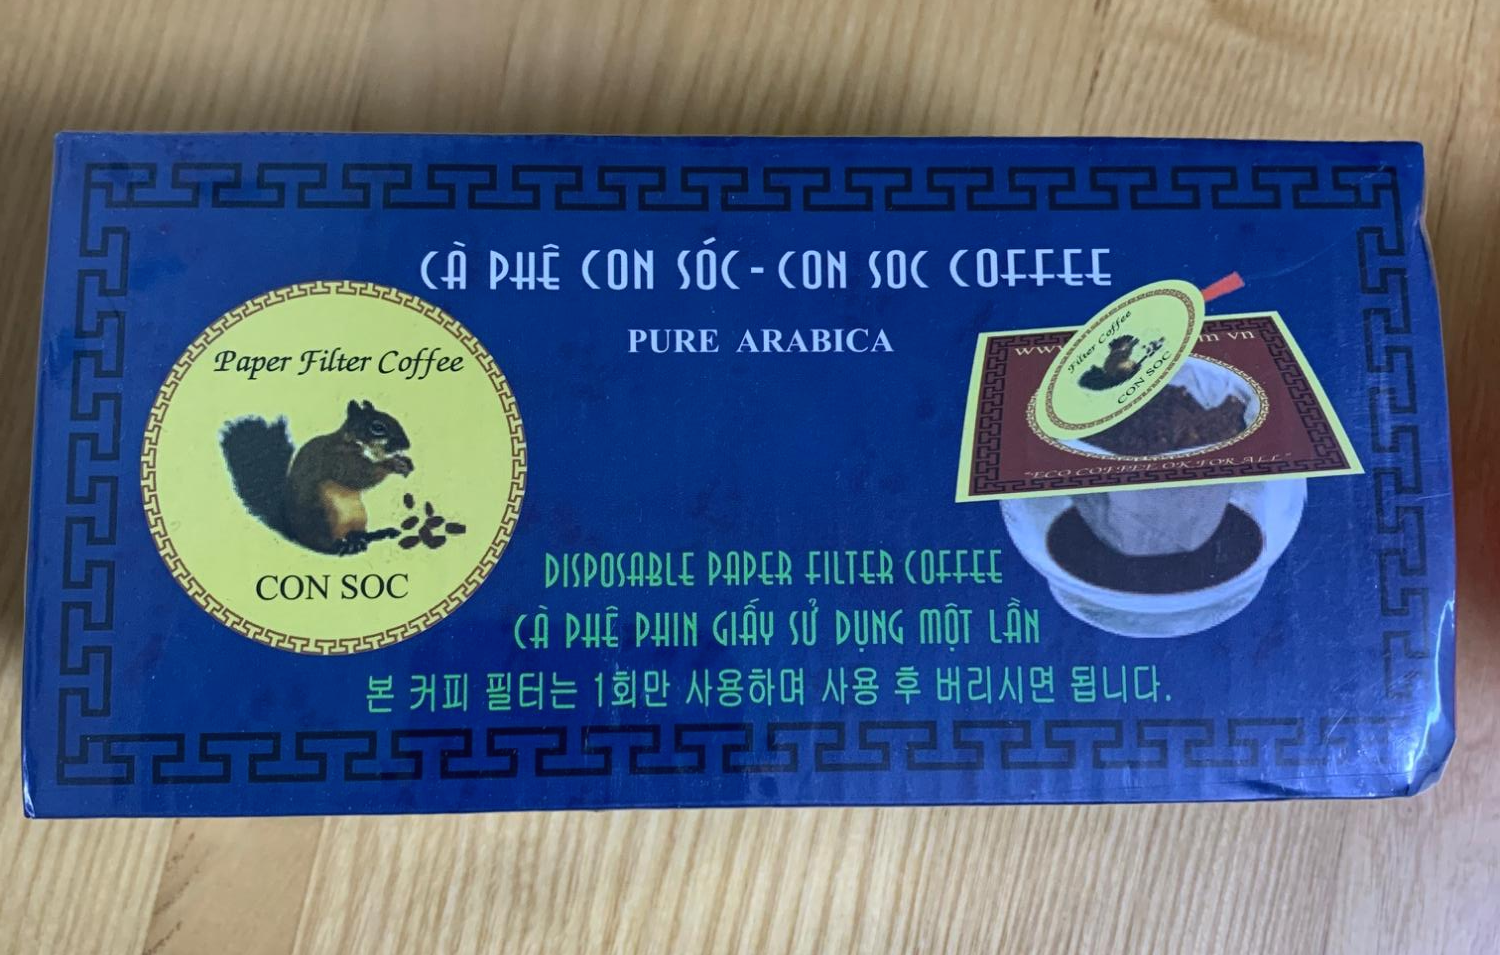 CÀ PHÊ CON SÓC - CON SOC COFFEE
PURE ARABICA
Paper Filter Coffee
CON SOC
Filter Coffee
CON SOC
"ECO COFFEE OK FOR ALL"
DISPOSABLE PAPER FILTER COFFEE
CÀ PHÊ PHIN GIẤY SỬ DỤNG MỘT LẦN
본 커피 필터는 1회만 사용하며 사용 후 버리시면 됩니다.